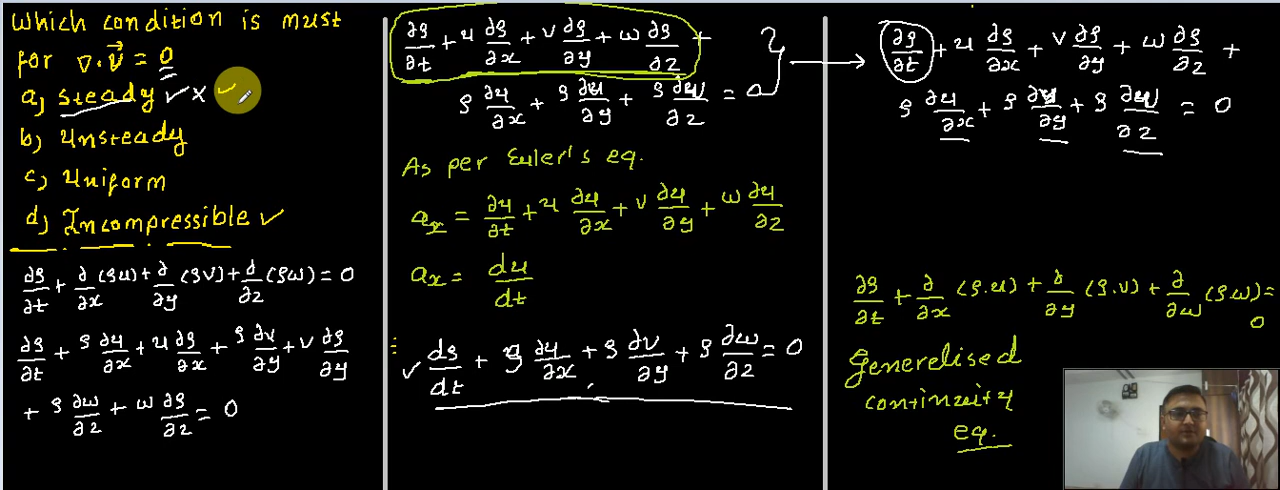 Which condition is must
for ∇.v⃗ = 0
a) steady ✓ × ✓
b) Unsteady
c) Uniform
d) Incompressible ✓
∂ρ/∂t + ∂/∂x (ρu) + ∂/∂y (ρv) + ∂/∂z (ρw) = 0
∂ρ/∂t + ρ ∂u/∂x + u ∂ρ/∂x + ρ ∂v/∂y + v ∂ρ/∂y
+ ρ ∂w/∂z + w ∂ρ/∂z = 0
∂ρ/∂t + u ∂ρ/∂x + v ∂ρ/∂y + w ∂ρ/∂z +
ρ ∂u/∂x + ρ ∂v/∂y + ρ ∂w/∂z = 0
As per Euler's eq.
ax = ∂u/∂t + u ∂u/∂x + v ∂u/∂y + w ∂u/∂z
ax = du/dt
✓ dρ/dt + ρ ∂u/∂x + ρ ∂v/∂y + ρ ∂w/∂z = 0
→ ∂ρ/∂t + u ∂ρ/∂x + v ∂ρ/∂y + w ∂ρ/∂z +
ρ ∂u/∂x + ρ ∂v/∂y + ρ ∂w/∂z = 0
∂ρ/∂t + ∂/∂x (ρ.u) + ∂/∂y (ρ.v) + ∂/∂w (ρ.w) =
0
Generelised
continuity
eq.